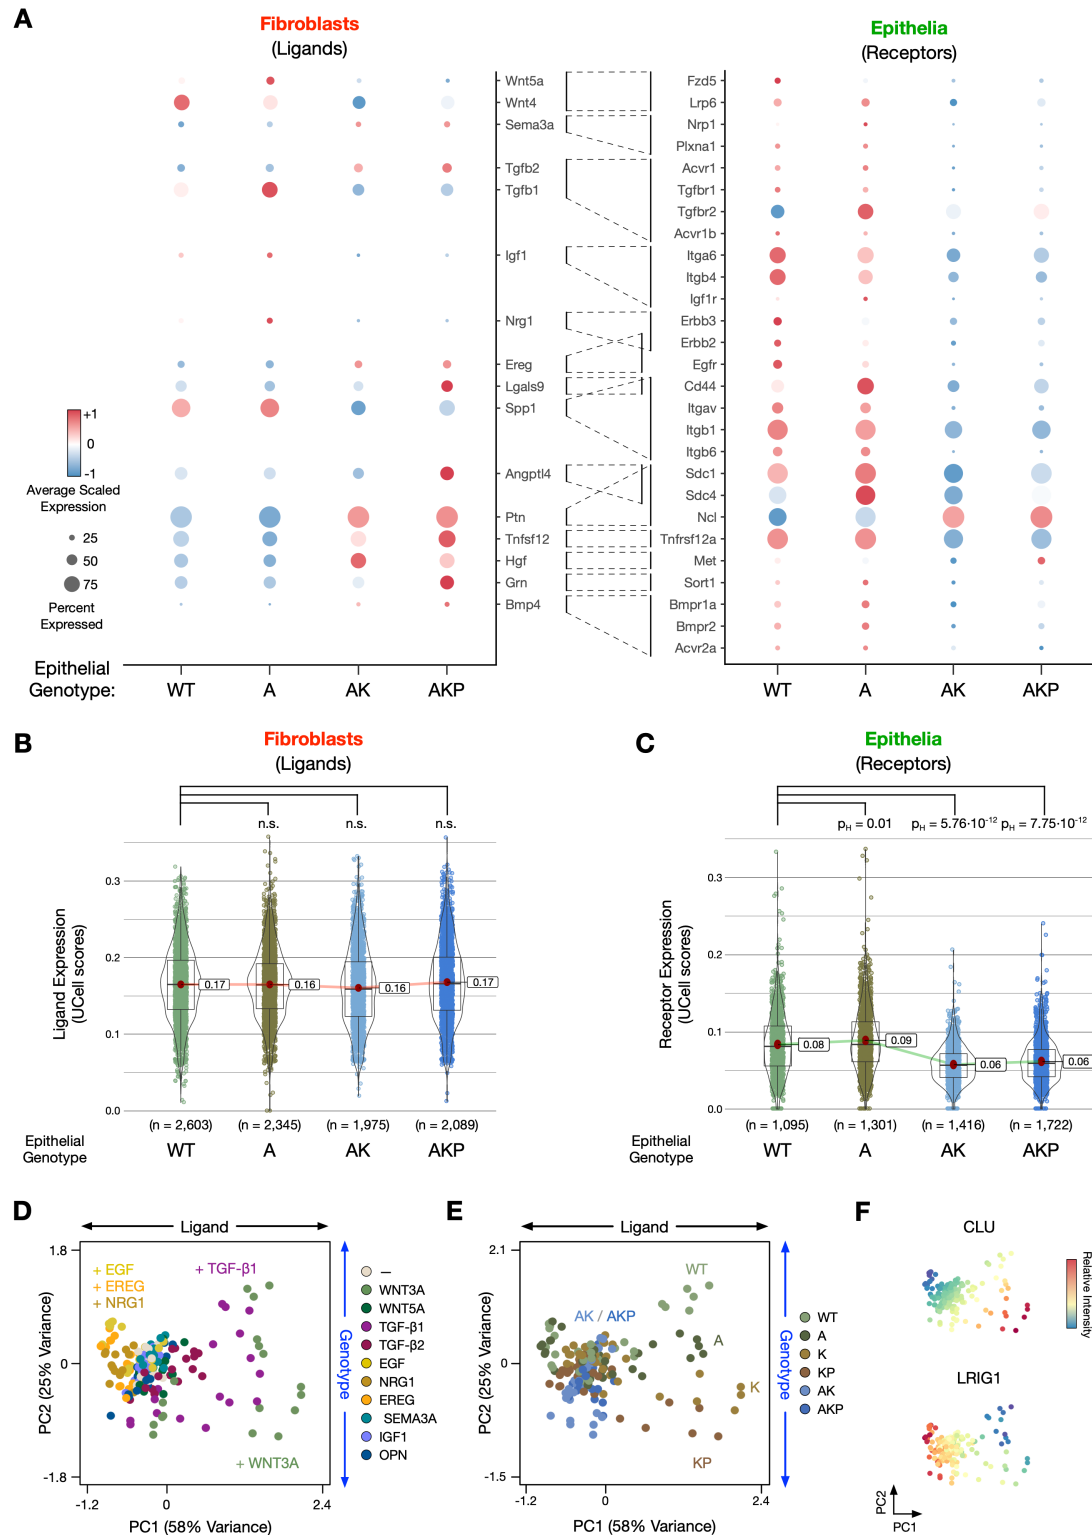 A
Fibroblasts
(Ligands)
Epithelia
(Receptors)
Wnt5a
Wnt4
Sema3a
Tgfb2
Tgfb1
Igf1
Nrg1
Ereg
Lgals9
Spp1
Angptl4
Ptn
Tnfsf12
Hgf
Grn
Bmp4
Fzd5
Lrp6
Nrp1
Plxna1
Acvr1
Tgfbr1
Tgfbr2
Acvr1b
Itga6
Itgb4
Igf1r
Erbb3
Erbb2
Egfr
Cd44
Itgav
Itgb1
Itgb6
Sdc1
Sdc4
Ncl
Tnfrsf12a
Met
Sort1
Bmpr1a
Bmpr2
Acvr2a
+1
0
-1
Average Scaled
Expression
25
50
75
Percent
Expressed
Epithelial
Genotype:
WT A AK AKP
WT A AK AKP
B
Fibroblasts
(Ligands)
n.s. n.s. n.s.
Ligand Expression
(UCell scores)
0.3
0.2
0.1
0.0
0.17 0.16 0.16 0.17
(n = 2,603) (n = 2,345) (n = 1,975) (n = 2,089)
Epithelial
Genotype
WT A AK AKP
C
Epithelia
(Receptors)
pH = 0.01 pH = 5.76·10-12 pH = 7.75·10-12
Receptor Expression
(UCell scores)
0.3
0.2
0.1
0.0
0.08 0.09 0.06 0.06
(n = 1,095) (n = 1,301) (n = 1,416) (n = 1,722)
Epithelial
Genotype
WT A AK AKP
D
Ligand
1.8
0
-1.8
PC2 (25% Variance)
+ EGF
+ EREG
+ NRG1
+ TGF-β1
+ WNT3A
-1.2 0 2.4
PC1 (58% Variance)
Genotype
—
WNT3A
WNT5A
TGF-β1
TGF-β2
EGF
NRG1
EREG
SEMA3A
IGF1
OPN
E
Ligand
2.1
0
-1.5
PC2 (25% Variance)
WT
AK / AKP
A
K
KP
-1.2 0 2.4
PC1 (58% Variance)
Genotype
WT
A
K
KP
AK
AKP
F
CLU
Relative Intensity
LRIG1
PC2
PC1